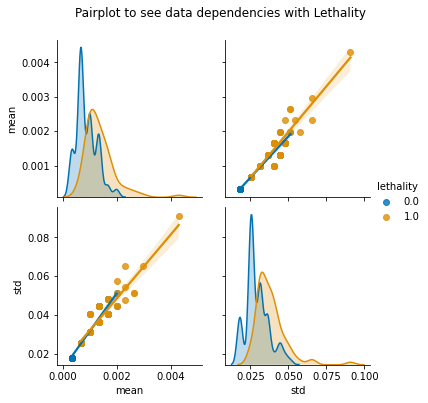 Pairplot to see data dependencies with Lethality
0.004
0.003
0.002
0.001
mean
lethality
0.0
1.0
0.08
0.06
0.04
0.02
std
0.000 0.002 0.004
mean
0.025 0.050 0.075 0.100
std